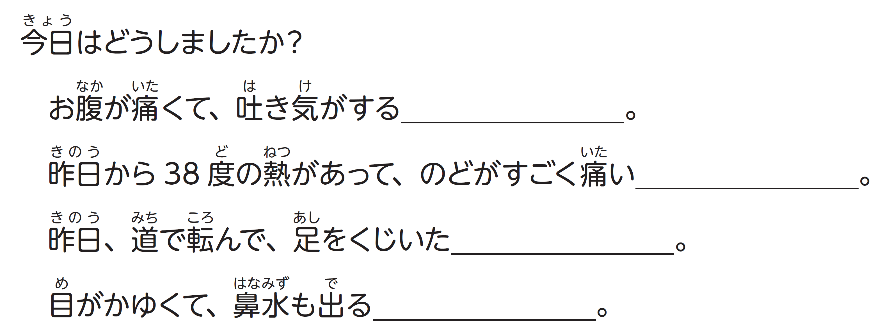 今日はどうしましたか?
お腹が痛くて、吐き気がする＿＿＿＿＿＿＿＿。
昨日から 38 度の熱があって、のどがすごく痛い＿＿＿＿＿＿＿＿。
昨日、道で転んで、足をくじいた＿＿＿＿＿＿＿＿。
目がかゆくて、鼻水も出る＿＿＿＿＿＿＿＿。